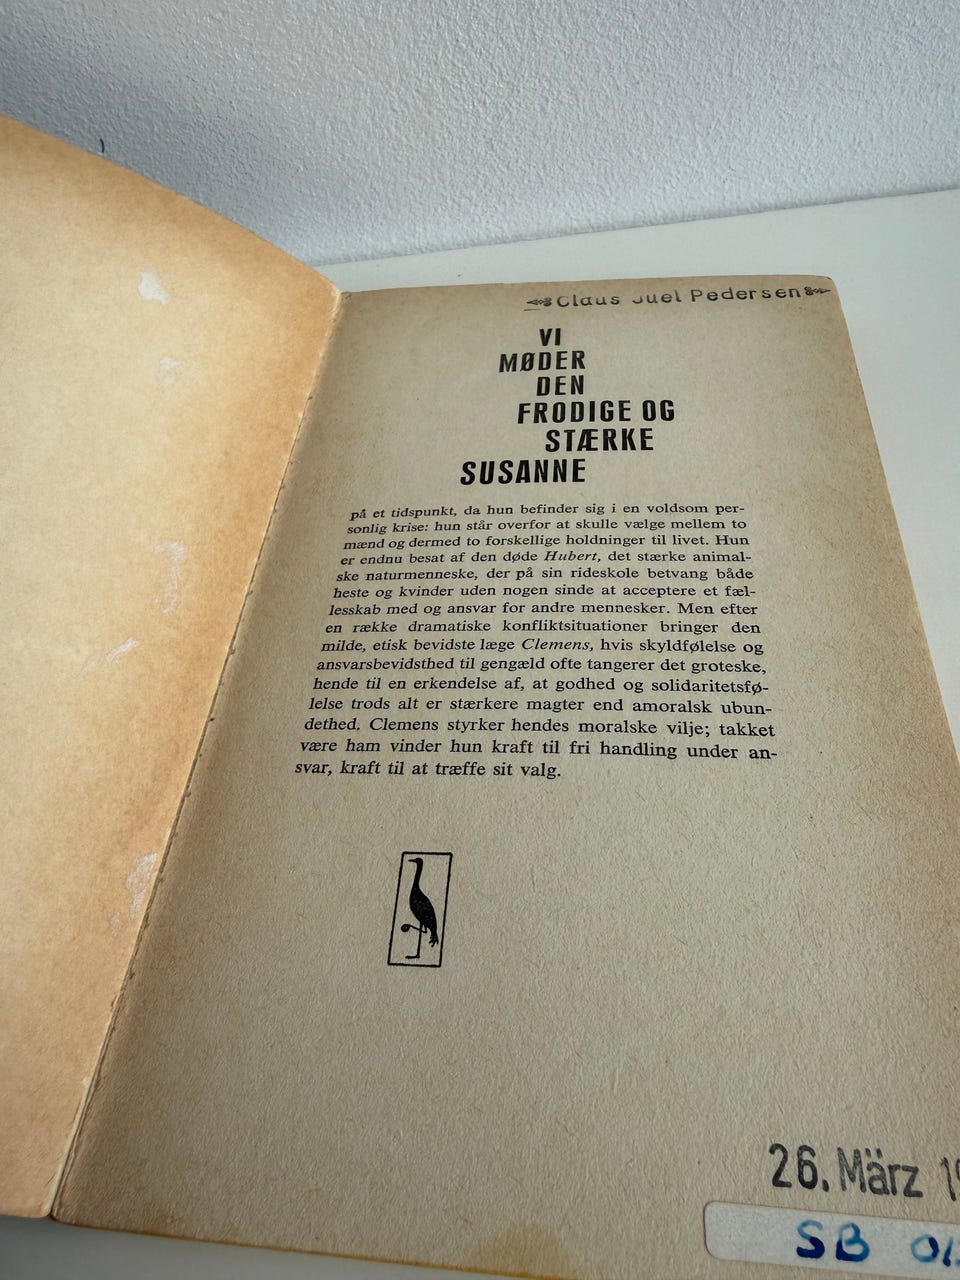 Claus Juel Pedersen
VI
MØDER
DEN
FRODIGE OG
STÆRKE
SUSANNE
på et tidspunkt, da hun befinder sig i en voldsom per-
sonlig krise: hun står overfor at skulle vælge mellem to
mænd og dermed to forskellige holdninger til livet. Hun
er endnu besat af den døde Hubert, det stærke animal-
ske naturmenneske, der på sin rideskole betvang både
heste og kvinder uden nogen sinde at acceptere et fæl-
lesskab med og ansvar for andre mennesker. Men efter
en række dramatiske konfliktsituationer bringer den
milde, etisk bevidste læge Clemens, hvis skyldfølelse og
ansvarsbevidsthed til gengæld ofte tangerer det groteske,
hende til en erkendelse af, at godhed og solidaritetsfø-
lelse trods alt er stærkere magter end amoralsk ubun-
dethed. Clemens styrker hendes moralske vilje; takket
være ham vinder hun kraft til fri handling under an-
svar, kraft til at træffe sit valg.
26. März
SB